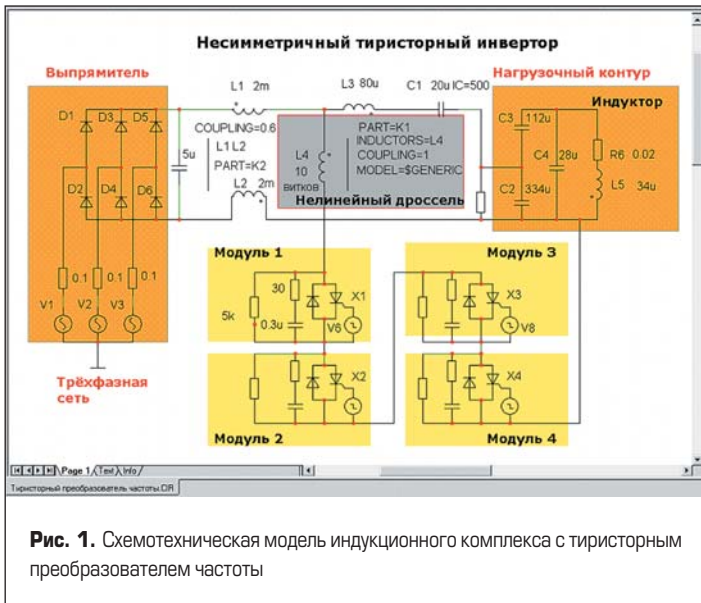 Несимметричный тиристорный инвертор
Выпрямитель
L1 2m
L3 80u
C1 20u IC=500
Нагрузочный контур
Индуктор
D1 D3 D5
COUPLING=0.6
PART=K1
INDUCTORS=L4
COUPLING=1
MODEL=$GENERIC
C3 112u
5u
L1 L2
PART=K2
L4
10
витков
C4 28u
R6 0.02
D2 D4 D6
L2 2m
Нелинейный дроссель
C2 334u
L5 34u
Модуль 1
Модуль 3
0.1 0.1 0.1
30
X1
X3
V1 V2 V3
5k
0.3u
V6
V8
Трёхфазная
сеть
X2
X4
Модуль 2
Модуль 4
Page 1 Text Info
Тиристорный преобразователь частоты.CIR
Рис. 1. Схемотехническая модель индукционного комплекса с тиристорным
преобразователем частоты